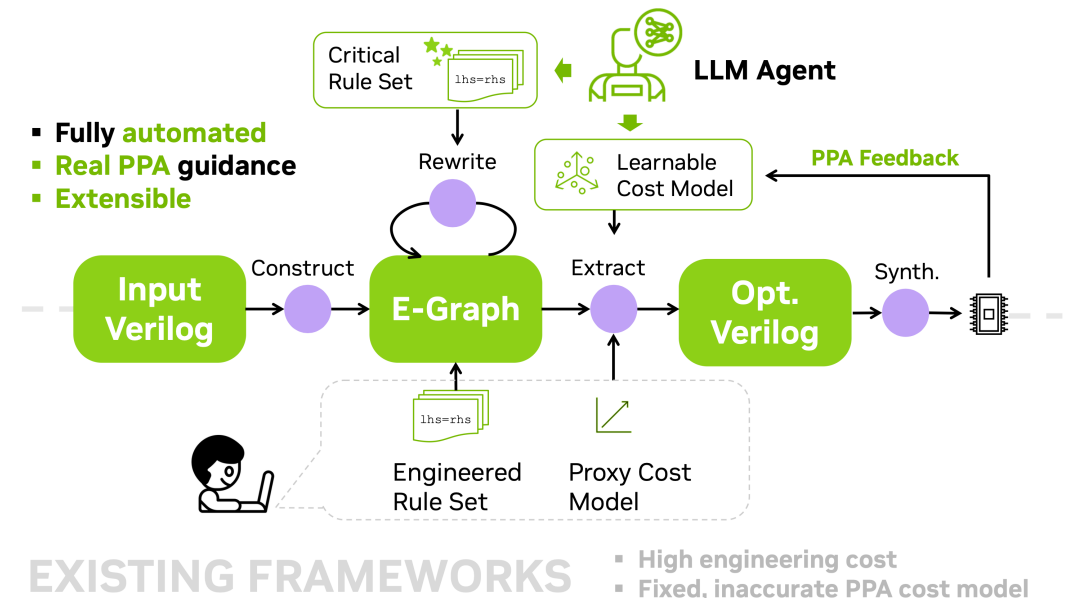 Critical
Rule Set
lhs=rhs
LLM Agent
Fully automated
Real PPA guidance
Extensible
Rewrite
Learnable
Cost Model
PPA Feedback
Input
Verilog
Construct
E-Graph
Extract
Opt.
Verilog
Synth.
lhs=rhs
Engineered
Rule Set
Proxy Cost
Model
EXISTING FRAMEWORKS
High engineering cost
Fixed, inaccurate PPA cost model